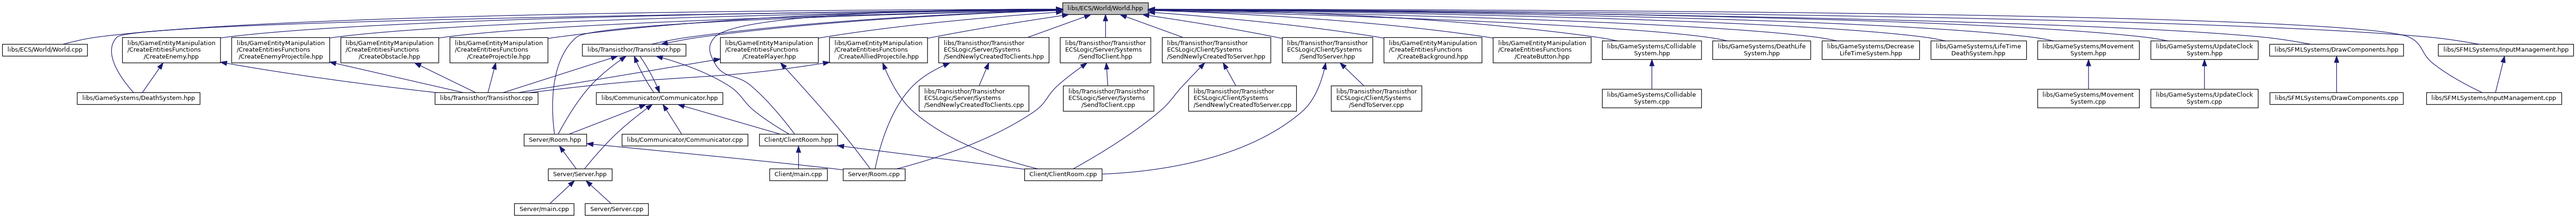 libs/ECS/World/World.hpp
libs/ECS/World/World.cpp
libs/GameEntityManipulation
/CreateEntitiesFunctions
/CreateEnemy.hpp
libs/GameEntityManipulation
/CreateEntitiesFunctions
/CreateEnemyProjectile.hpp
libs/GameEntityManipulation
/CreateEntitiesFunctions
/CreateObstacle.hpp
libs/GameEntityManipulation
/CreateEntitiesFunctions
/CreateProjectile.hpp
libs/Transisthor/Transisthor.hpp
libs/GameEntityManipulation
/CreateEntitiesFunctions
/CreatePlayer.hpp
libs/GameEntityManipulation
/CreateEntitiesFunctions
/CreateAlliedProjectile.hpp
libs/Transisthor/Transisthor
ECSLogic/Server/Systems
/SendNewlyCreatedToClients.hpp
libs/Transisthor/Transisthor
ECSLogic/Server/Systems
/SendToClient.hpp
libs/Transisthor/Transisthor
ECSLogic/Client/Systems
/SendNewlyCreatedToServer.hpp
libs/Transisthor/Transisthor
ECSLogic/Client/Systems
/SendToServer.hpp
libs/GameEntityManipulation
/CreateEntitiesFunctions
/CreateBackground.hpp
libs/GameEntityManipulation
/CreateEntitiesFunctions
/CreateButton.hpp
libs/GameSystems/Collidable
System.hpp
libs/GameSystems/DeathLife
System.hpp
libs/GameSystems/Decrease
LifeTimeSystem.hpp
libs/GameSystems/LifeTime
DeathSystem.hpp
libs/GameSystems/Movement
System.hpp
libs/GameSystems/UpdateClock
System.hpp
libs/SFMLSystems/DrawComponents.hpp
libs/SFMLSystems/InputManagement.hpp
libs/GameSystems/DeathSystem.hpp
libs/Transisthor/Transisthor.cpp
libs/Communicator/Communicator.hpp
libs/Transisthor/Transisthor
ECSLogic/Server/Systems
/SendNewlyCreatedToClients.cpp
libs/Transisthor/Transisthor
ECSLogic/Server/Systems
/SendToClient.cpp
libs/Transisthor/Transisthor
ECSLogic/Client/Systems
/SendNewlyCreatedToServer.cpp
libs/Transisthor/Transisthor
ECSLogic/Client/Systems
/SendToServer.cpp
libs/GameSystems/Collidable
System.cpp
libs/GameSystems/Movement
System.cpp
libs/GameSystems/UpdateClock
System.cpp
libs/SFMLSystems/DrawComponents.cpp
libs/SFMLSystems/InputManagement.cpp
Server/Room.hpp
libs/Communicator/Communicator.cpp
Client/ClientRoom.hpp
Server/Server.hpp
Client/main.cpp
Server/Room.cpp
Client/ClientRoom.cpp
Server/main.cpp
Server/Server.cpp